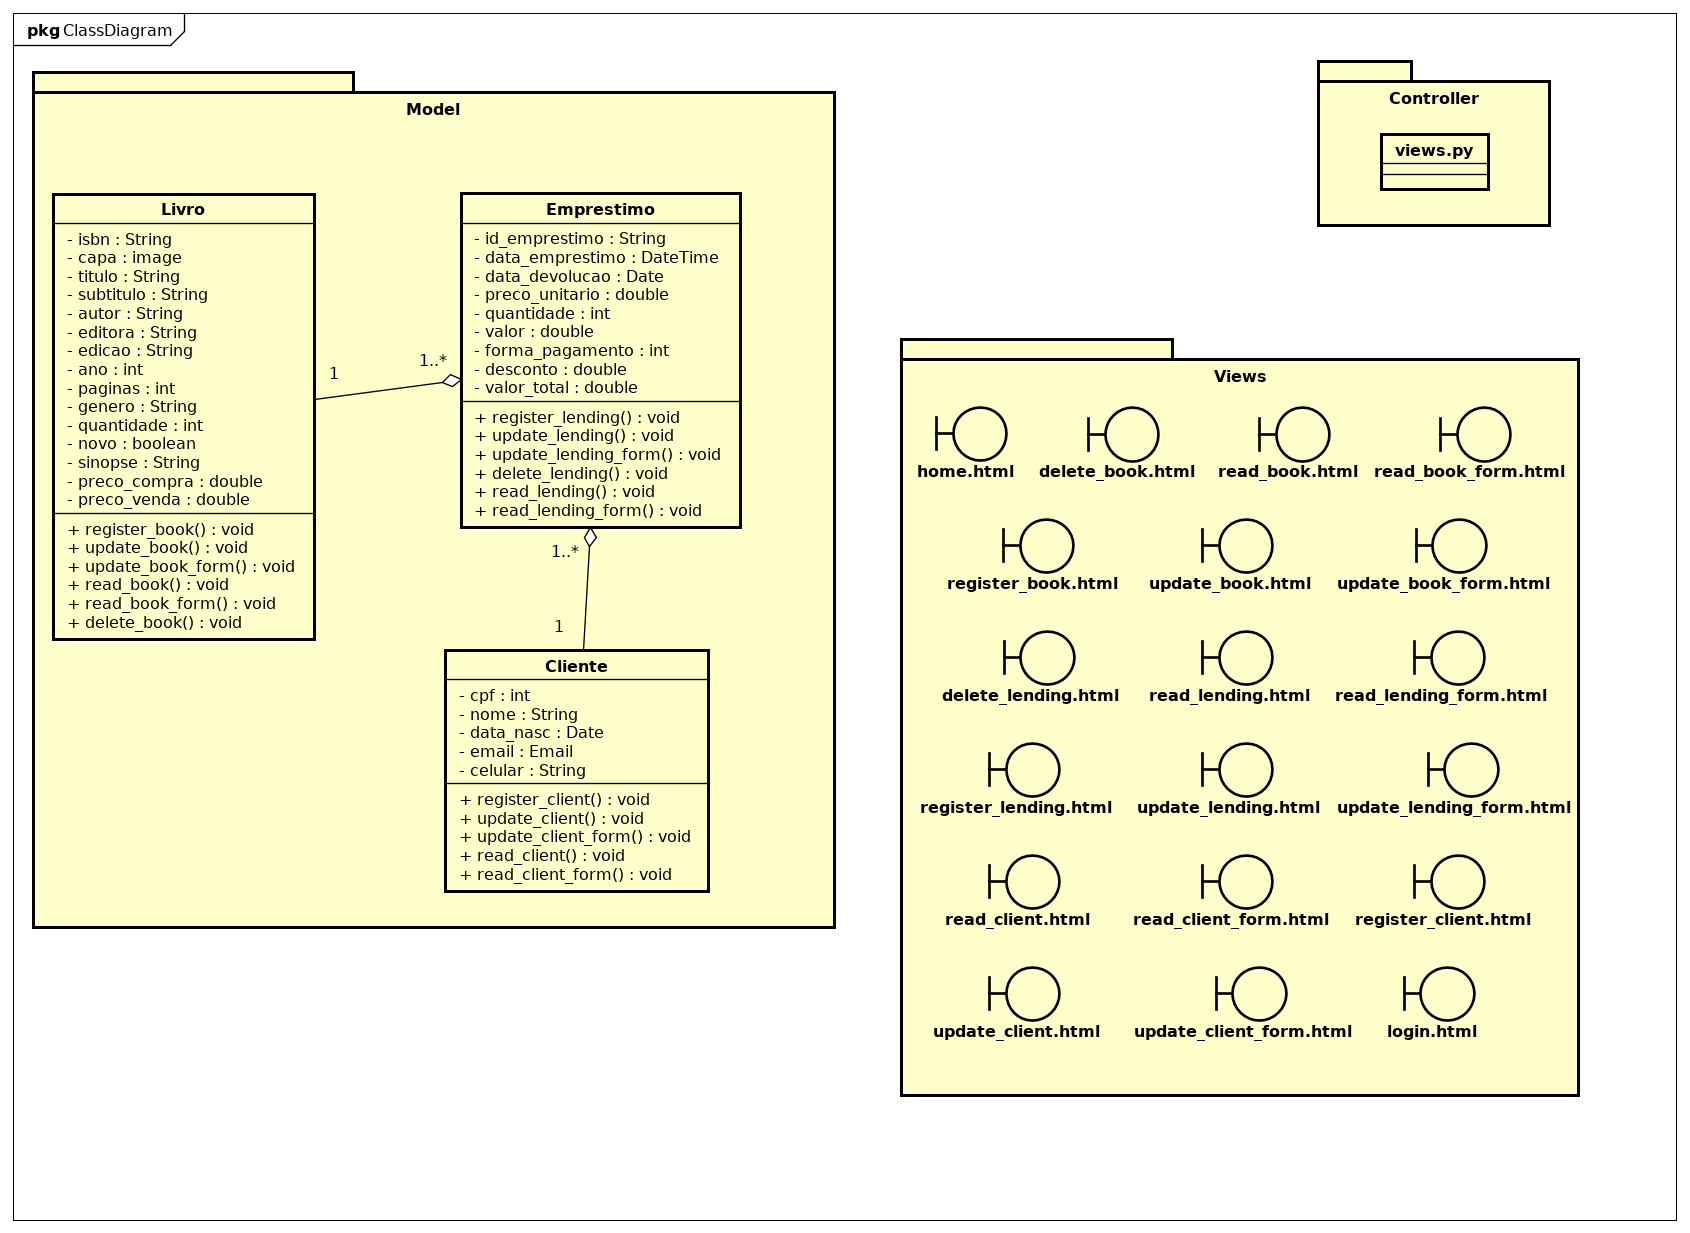 pkg ClassDiagram
Model
Livro
- isbn : String
- capa : image
- titulo : String
- subtitulo : String
- autor : String
- editora : String
- edicao : String
- ano : int
- paginas : int
- genero : String
- quantidade : int
- novo : boolean
- sinopse : String
- preco_compra : double
- preco_venda : double
+ register_book() : void
+ update_book() : void
+ update_book_form() : void
+ read_book() : void
+ read_book_form() : void
+ delete_book() : void
1
1..*
Emprestimo
- id_emprestimo : String
- data_emprestimo : DateTime
- data_devolucao : Date
- preco_unitario : double
- quantidade : int
- valor : double
- forma_pagamento : int
- desconto : double
- valor_total : double
+ register_lending() : void
+ update_lending() : void
+ update_lending_form() : void
+ delete_lending() : void
+ read_lending() : void
+ read_lending_form() : void
1..*
1
Cliente
- cpf : int
- nome : String
- data_nasc : Date
- email : Email
- celular : String
+ register_client() : void
+ update_client() : void
+ update_client_form() : void
+ read_client() : void
+ read_client_form() : void
Controller
views.py
Views
home.html delete_book.html read_book.html read_book_form.html
register_book.html update_book.html update_book_form.html
delete_lending.html read_lending.html read_lending_form.html
register_lending.html update_lending.html update_lending_form.html
read_client.html read_client_form.html register_client.html
update_client.html update_client_form.html login.html